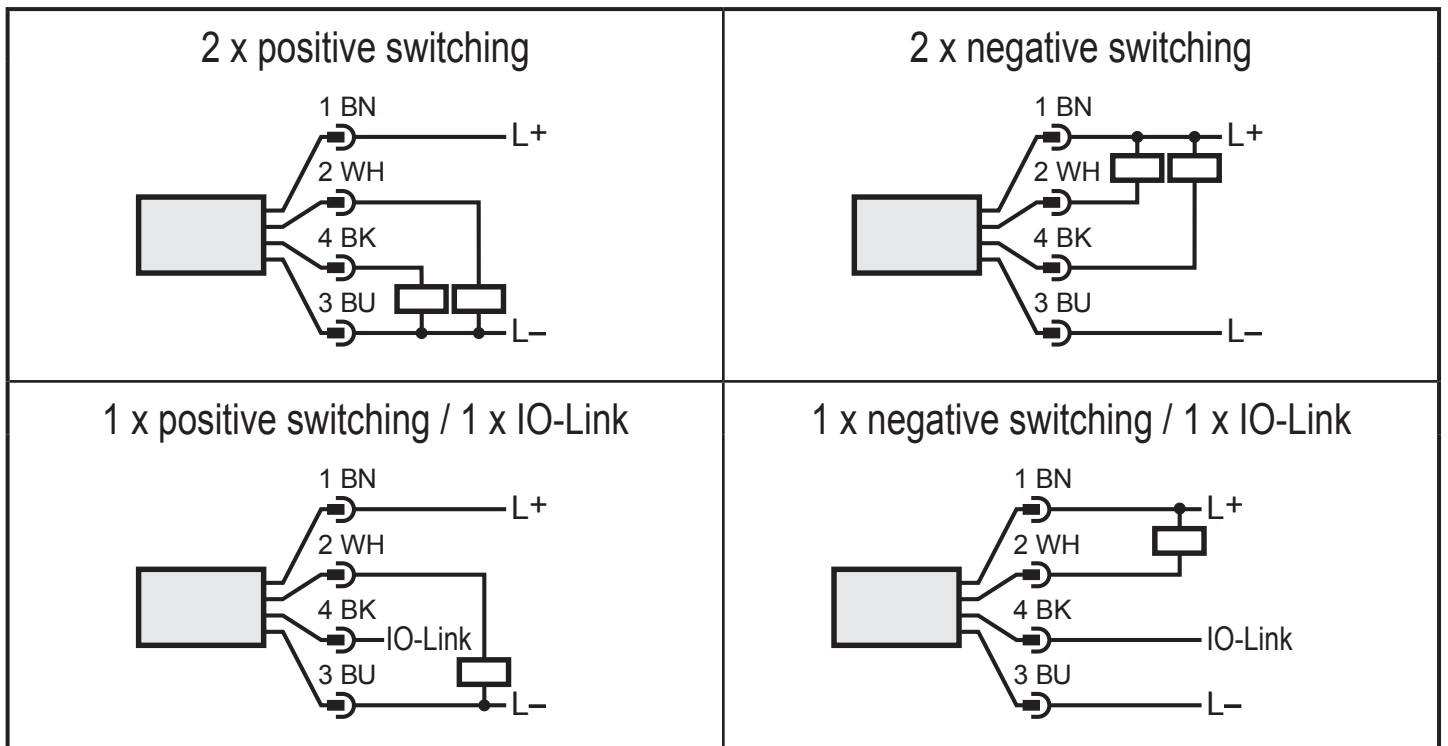 2 x positive switching
1 BN
L+
2 WH
4 BK
3 BU
L–
2 x negative switching
1 BN
L+
2 WH
4 BK
3 BU
L–
1 x positive switching / 1 x IO-Link
1 BN
L+
2 WH
4 BK
IO-Link
3 BU
L–
1 x negative switching / 1 x IO-Link
1 BN
L+
2 WH
4 BK
IO-Link
3 BU
L–